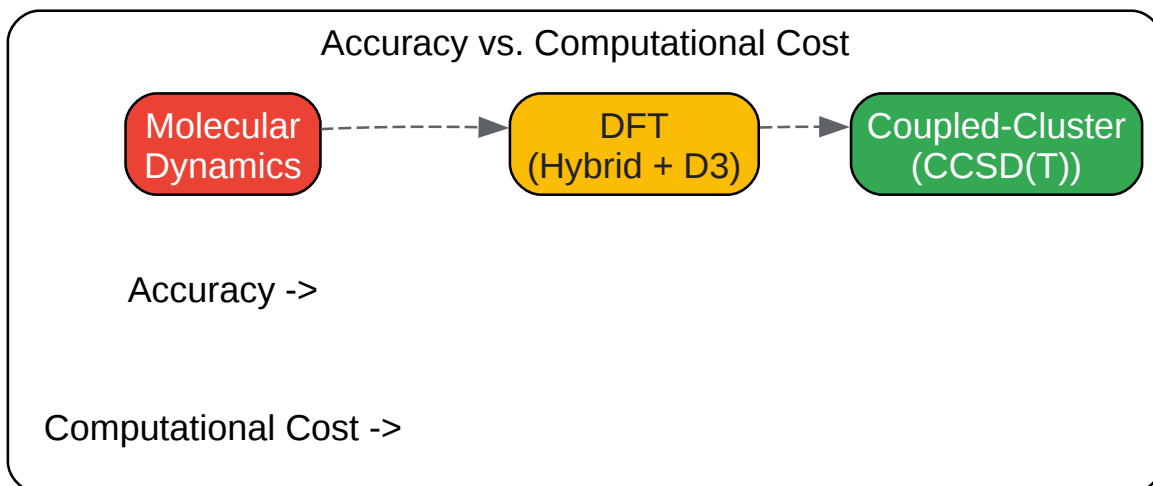 Accuracy vs. Computational Cost
Molecular
Dynamics
DFT
(Hybrid + D3)
Coupled-Cluster
(CCSD(T))
Accuracy ->
Computational Cost ->